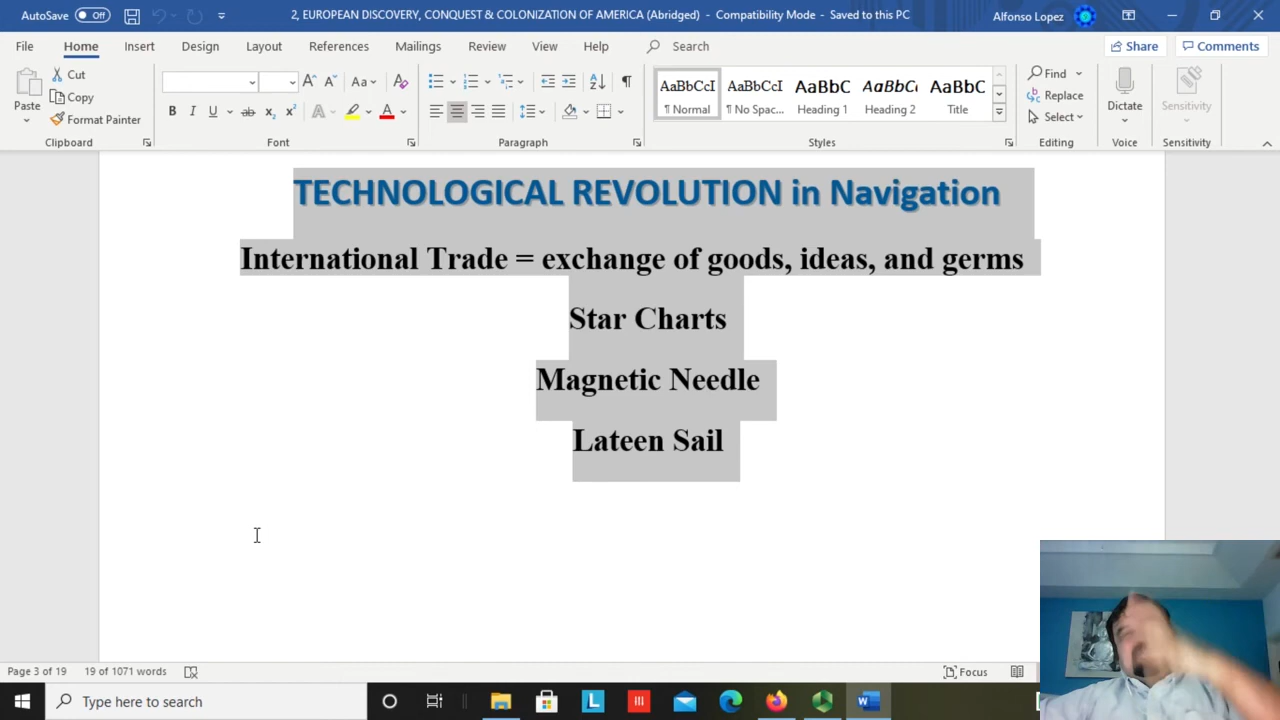 AutoSave Off 2, EUROPEAN DISCOVERY, CONQUEST & COLONIZATION OF AMERICA (Abridged) - Compatibility Mode - Saved to this PC Alfonso Lopez
File Home Insert Design Layout References Mailings Review View Help Search Share Comments
Paste Cut Copy Format Painter
Clipboard
Aa
B I U ab x₂ x² A A
Font
Paragraph
AaBbCcI AaBbCcI AaBbC AaBbCc AaBbC
¶ Normal ¶ No Spac... Heading 1 Heading 2 Title
Styles
Find
Replace
Select
Editing
Dictate
Voice
Sensitivity
Sensitivity
TECHNOLOGICAL REVOLUTION in Navigation
International Trade = exchange of goods, ideas, and germs
Star Charts
Magnetic Needle
Lateen Sail
Page 3 of 19 19 of 1071 words Focus
Type here to search